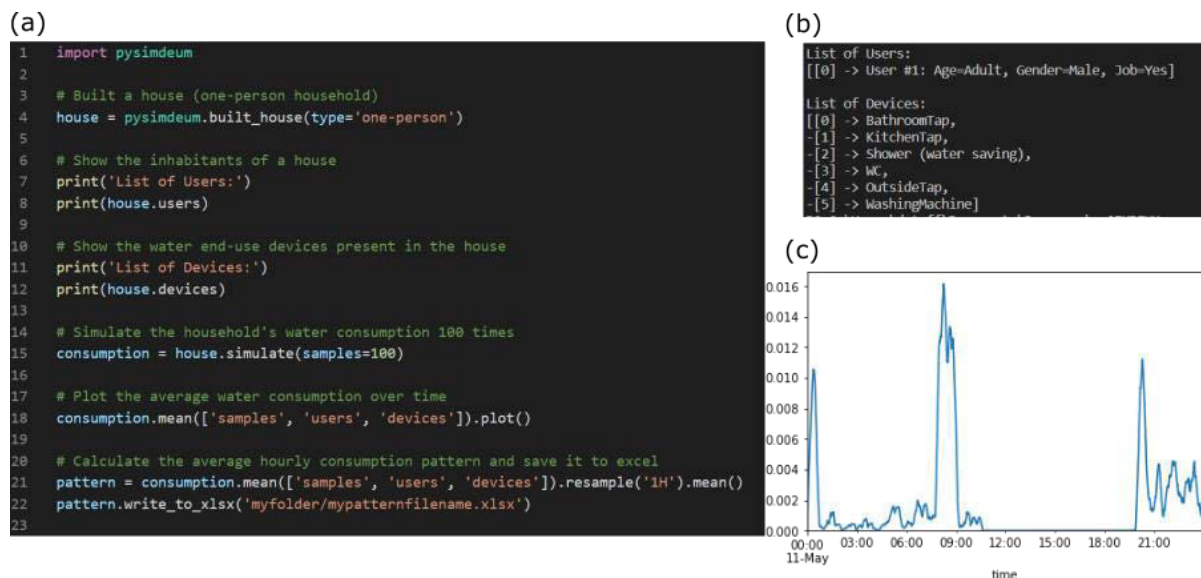 (a)
1 import pysimdeum
2
3 # Built a house (one-person household)
4 house = pysimdeum.built_house(type='one-person')
5
6 # Show the inhabitants of a house
7 print('List of Users:')
8 print(house.users)
9
10 # Show the water end-use devices present in the house
11 print('List of Devices:')
12 print(house.devices)
13
14 # Simulate the household's water consumption 100 times
15 consumption = house.simulate(samples=100)
16
17 # Plot the average water consumption over time
18 consumption.mean(['samples', 'users', 'devices']).plot()
19
20 # Calculate the average hourly consumption pattern and save it to excel
21 pattern = consumption.mean(['samples', 'users', 'devices']).resample('1H').mean()
22 pattern.write_to_xlsx('myfolder/mypatternfilename.xlsx')
23
(b)
List of Users:
[[0] -> User #1: Age=Adult, Gender=Male, Job=Yes]
List of Devices:
[[0] -> BathroomTap,
-[1] -> KitchenTap,
-[2] -> Shower (water saving),
-[3] -> WC,
-[4] -> OutsideTap,
-[5] -> WashingMachine]
(c)
0.016
0.014
0.012
0.010
0.008
0.006
0.004
0.002
0.000
00:00 03:00 06:00 09:00 12:00 15:00 18:00 21:00
11-May
time